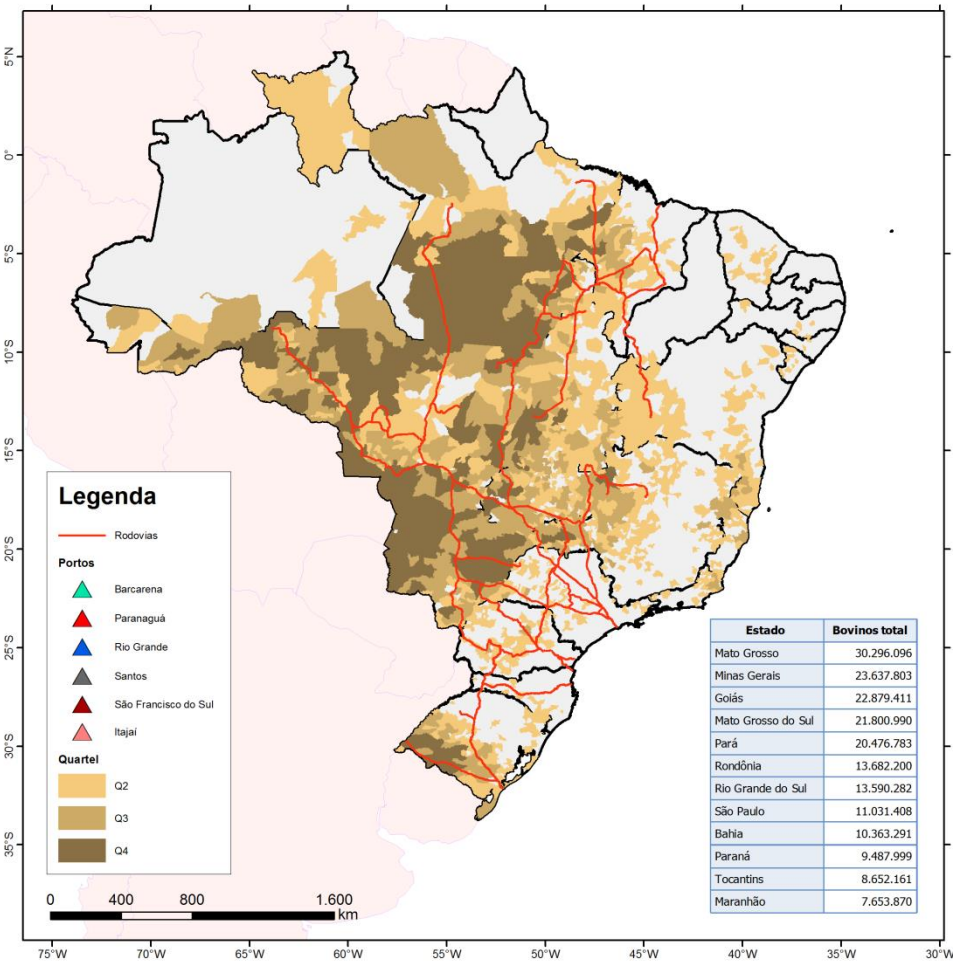 5°N
0°
5°S
10°S
15°S
20°S
25°S
30°S
35°S
Legenda
Rodovias
Portos
Barcarena
Paranaguá
Rio Grande
Santos
São Francisco do Sul
Itajaí
Quartel
Q2
Q3
Q4
0 400 800 1.600
km
Estado Bovinos total
Mato Grosso 30.296.096
Minas Gerais 23.637.803
Goiás 22.879.411
Mato Grosso do Sul 21.800.990
Pará 20.476.783
Rondônia 13.682.200
Rio Grande do Sul 13.590.282
São Paulo 11.031.408
Bahia 10.363.291
Paraná 9.487.999
Tocantins 8.652.161
Maranhão 7.653.870
75°W 70°W 65°W 60°W 55°W 50°W 45°W 40°W 35°W 30°W